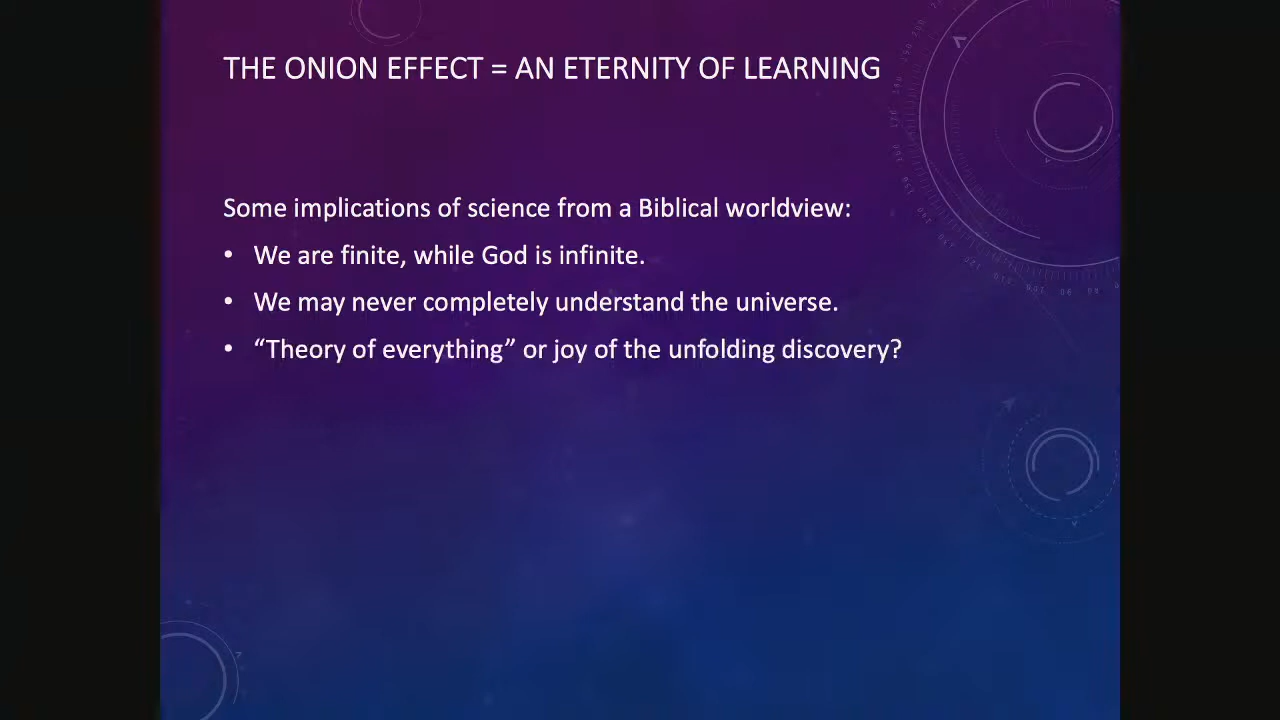 THE ONION EFFECT = AN ETERNITY OF LEARNING
Some implications of science from a Biblical worldview:
• We are finite, while God is infinite.
• We may never completely understand the universe.
• “Theory of everything” or joy of the unfolding discovery?